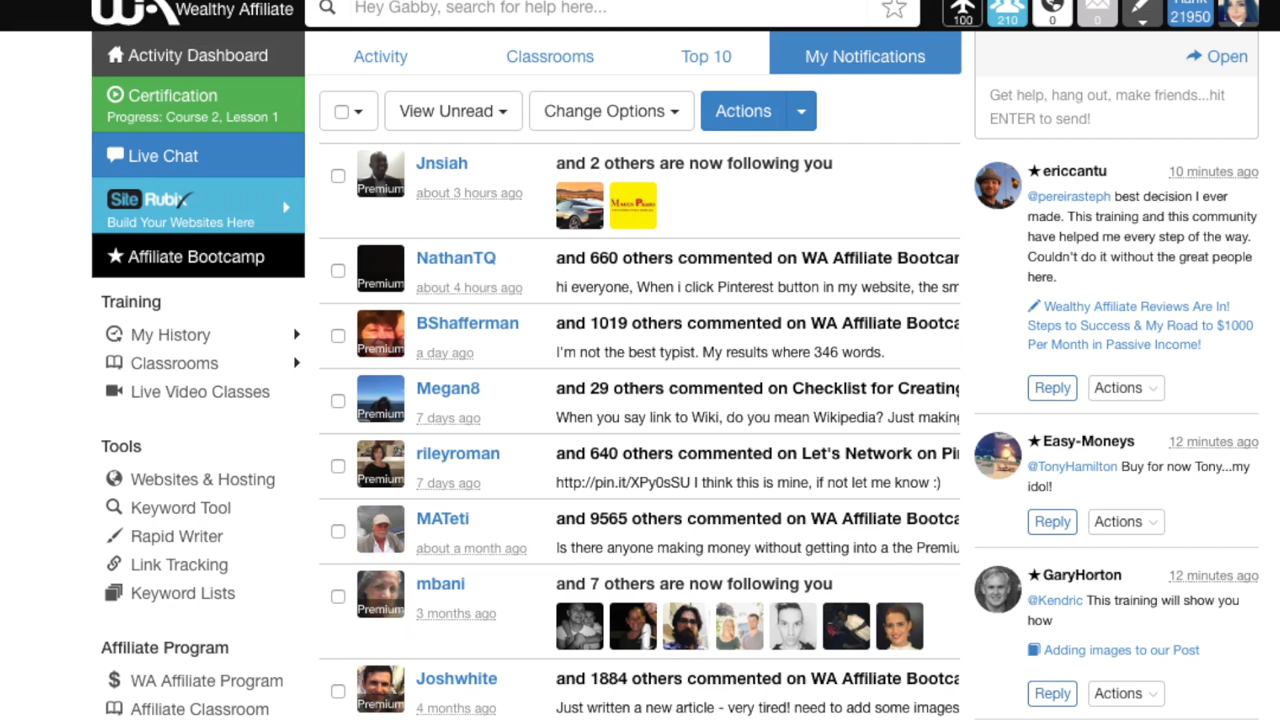 WA Wealthy Affiliate
Hey Gabby, search for help here...
100
210
0
0
Rank
21950
Activity Dashboard
Certification
Progress: Course 2, Lesson 1
Live Chat
Site Rubix
Build Your Websites Here
Affiliate Bootcamp
Training
My History
Classrooms
Live Video Classes
Tools
Websites & Hosting
Keyword Tool
Rapid Writer
Link Tracking
Keyword Lists
Affiliate Program
WA Affiliate Program
Affiliate Classroom
Activity
Classrooms
Top 10
My Notifications
View Unread
Change Options
Actions
Premium
Jnsiah
about 3 hours ago
and 2 others are now following you
Premium
NathanTQ
about 4 hours ago
and 660 others commented on WA Affiliate Bootcar
hi everyone, When i click Pinterest button in my website, the sm
Premium
BShafferman
a day ago
and 1019 others commented on WA Affiliate Bootca
I'm not the best typist. My results where 346 words.
Premium
Megan8
7 days ago
and 29 others commented on Checklist for Creating
When you say link to Wiki, do you mean Wikipedia? Just making
Premium
rileyroman
7 days ago
and 640 others commented on Let's Network on Pi
http://pin.it/XPy0sSU I think this is mine, if not let me know :)
MATeti
about a month ago
and 9565 others commented on WA Affiliate Bootca
Is there anyone making money without getting into a the Premiu
Premium
mbani
3 months ago
and 7 others are now following you
Premium
Joshwhite
4 months ago
and 1884 others commented on WA Affiliate Bootca
Just written a new article - very tired! need to add some images
Open
Get help, hang out, make friends...hit
ENTER to send!
ericcantu
10 minutes ago
@pereirasteph best decision I ever
made. This training and this community
have helped me every step of the way.
Couldn't do it without the great people
here.
Wealthy Affiliate Reviews Are In!
Steps to Success & My Road to $1000
Per Month in Passive Income!
Reply
Actions
Easy-Moneys
12 minutes ago
@TonyHamilton Buy for now Tony...my
idol!
Reply
Actions
GaryHorton
12 minutes ago
@Kendric This training will show you
how
Adding images to our Post
Reply
Actions